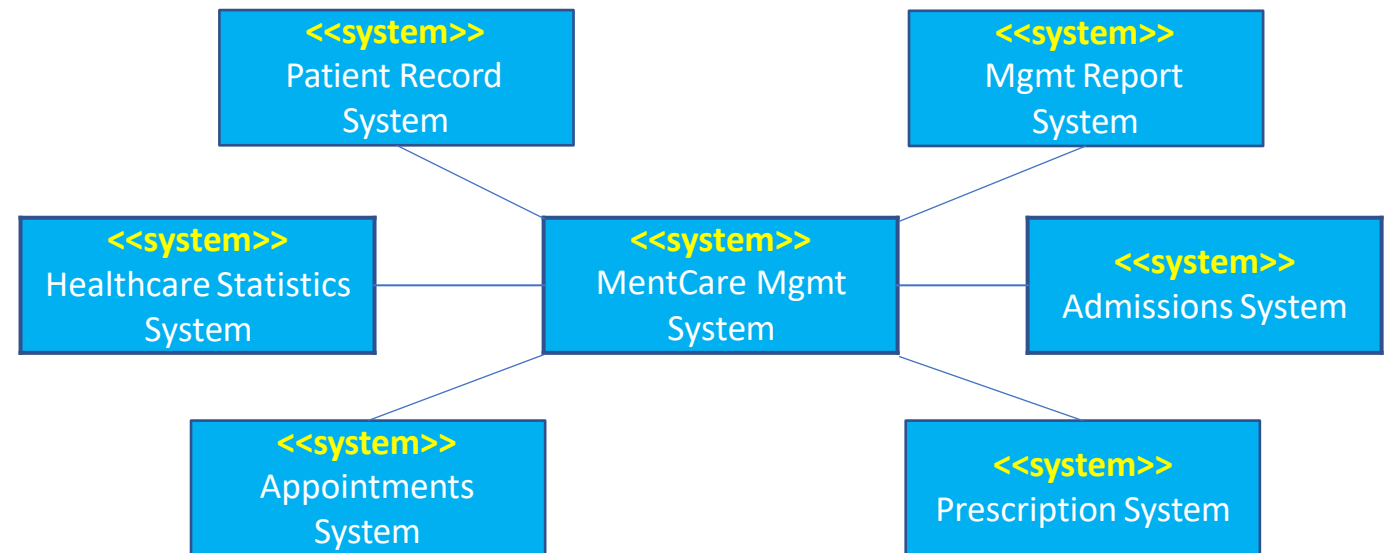 <<system>>
Patient Record
System
<<system>>
Mgmt Report
System
<<system>>
Healthcare Statistics
System
<<system>>
MentCare Mgmt
System
<<system>>
Admissions System
<<system>>
Appointments
System
<<system>>
Prescription System